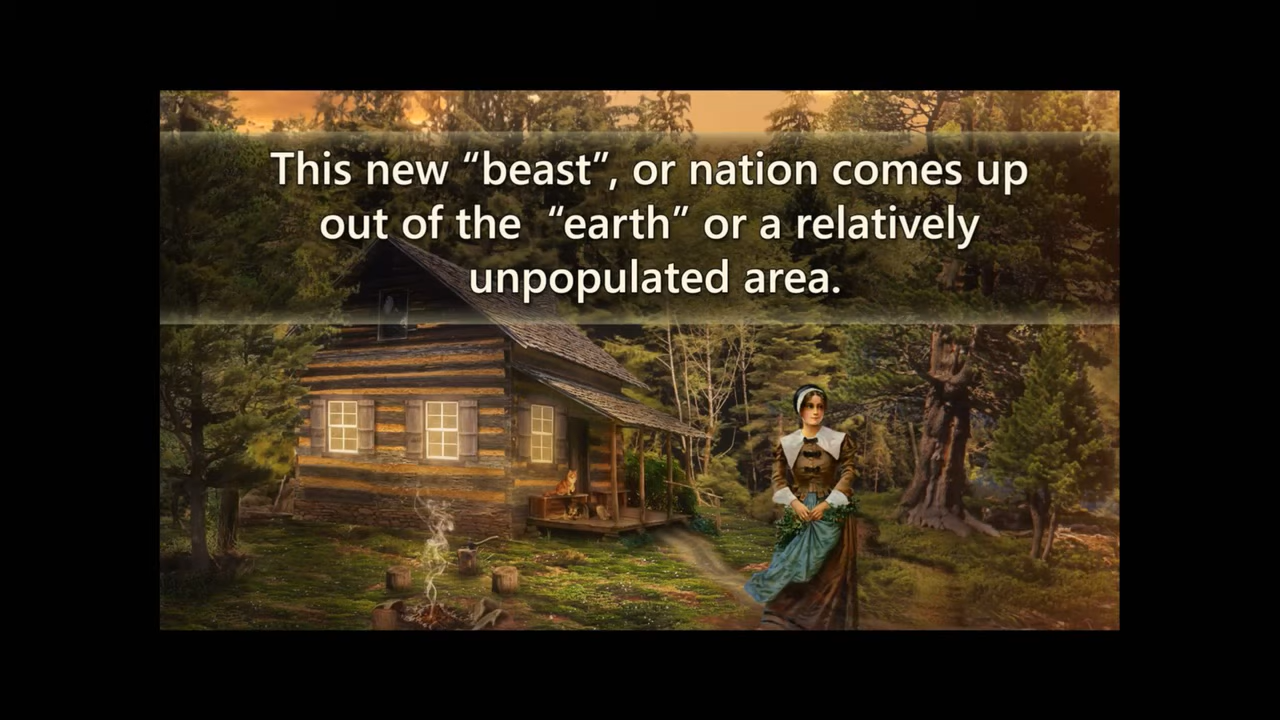 This new “beast”, or nation comes up
out of the  “earth” or a relatively
unpopulated area.